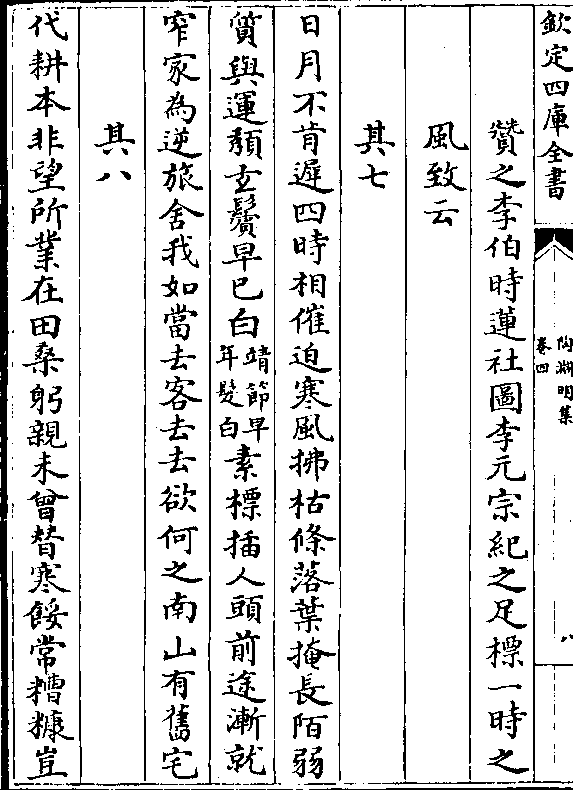 欽定四庫全書
陶淵明集
卷四
八
贊之李伯時蓮社圖李元宗紀之足標一時之
風致云
其七
日月不肯遲四時相催迫寒風拂枯條落葉掩長陌弱
質與運頹玄鬢早已白靖節早年髮白素標插人頭前途漸就
窄家為逆旅舍我如當去客去去欲何之南山有舊宅
其八
代耕本非望所業在田桑躬親未曾替寒餒常糟糠豈